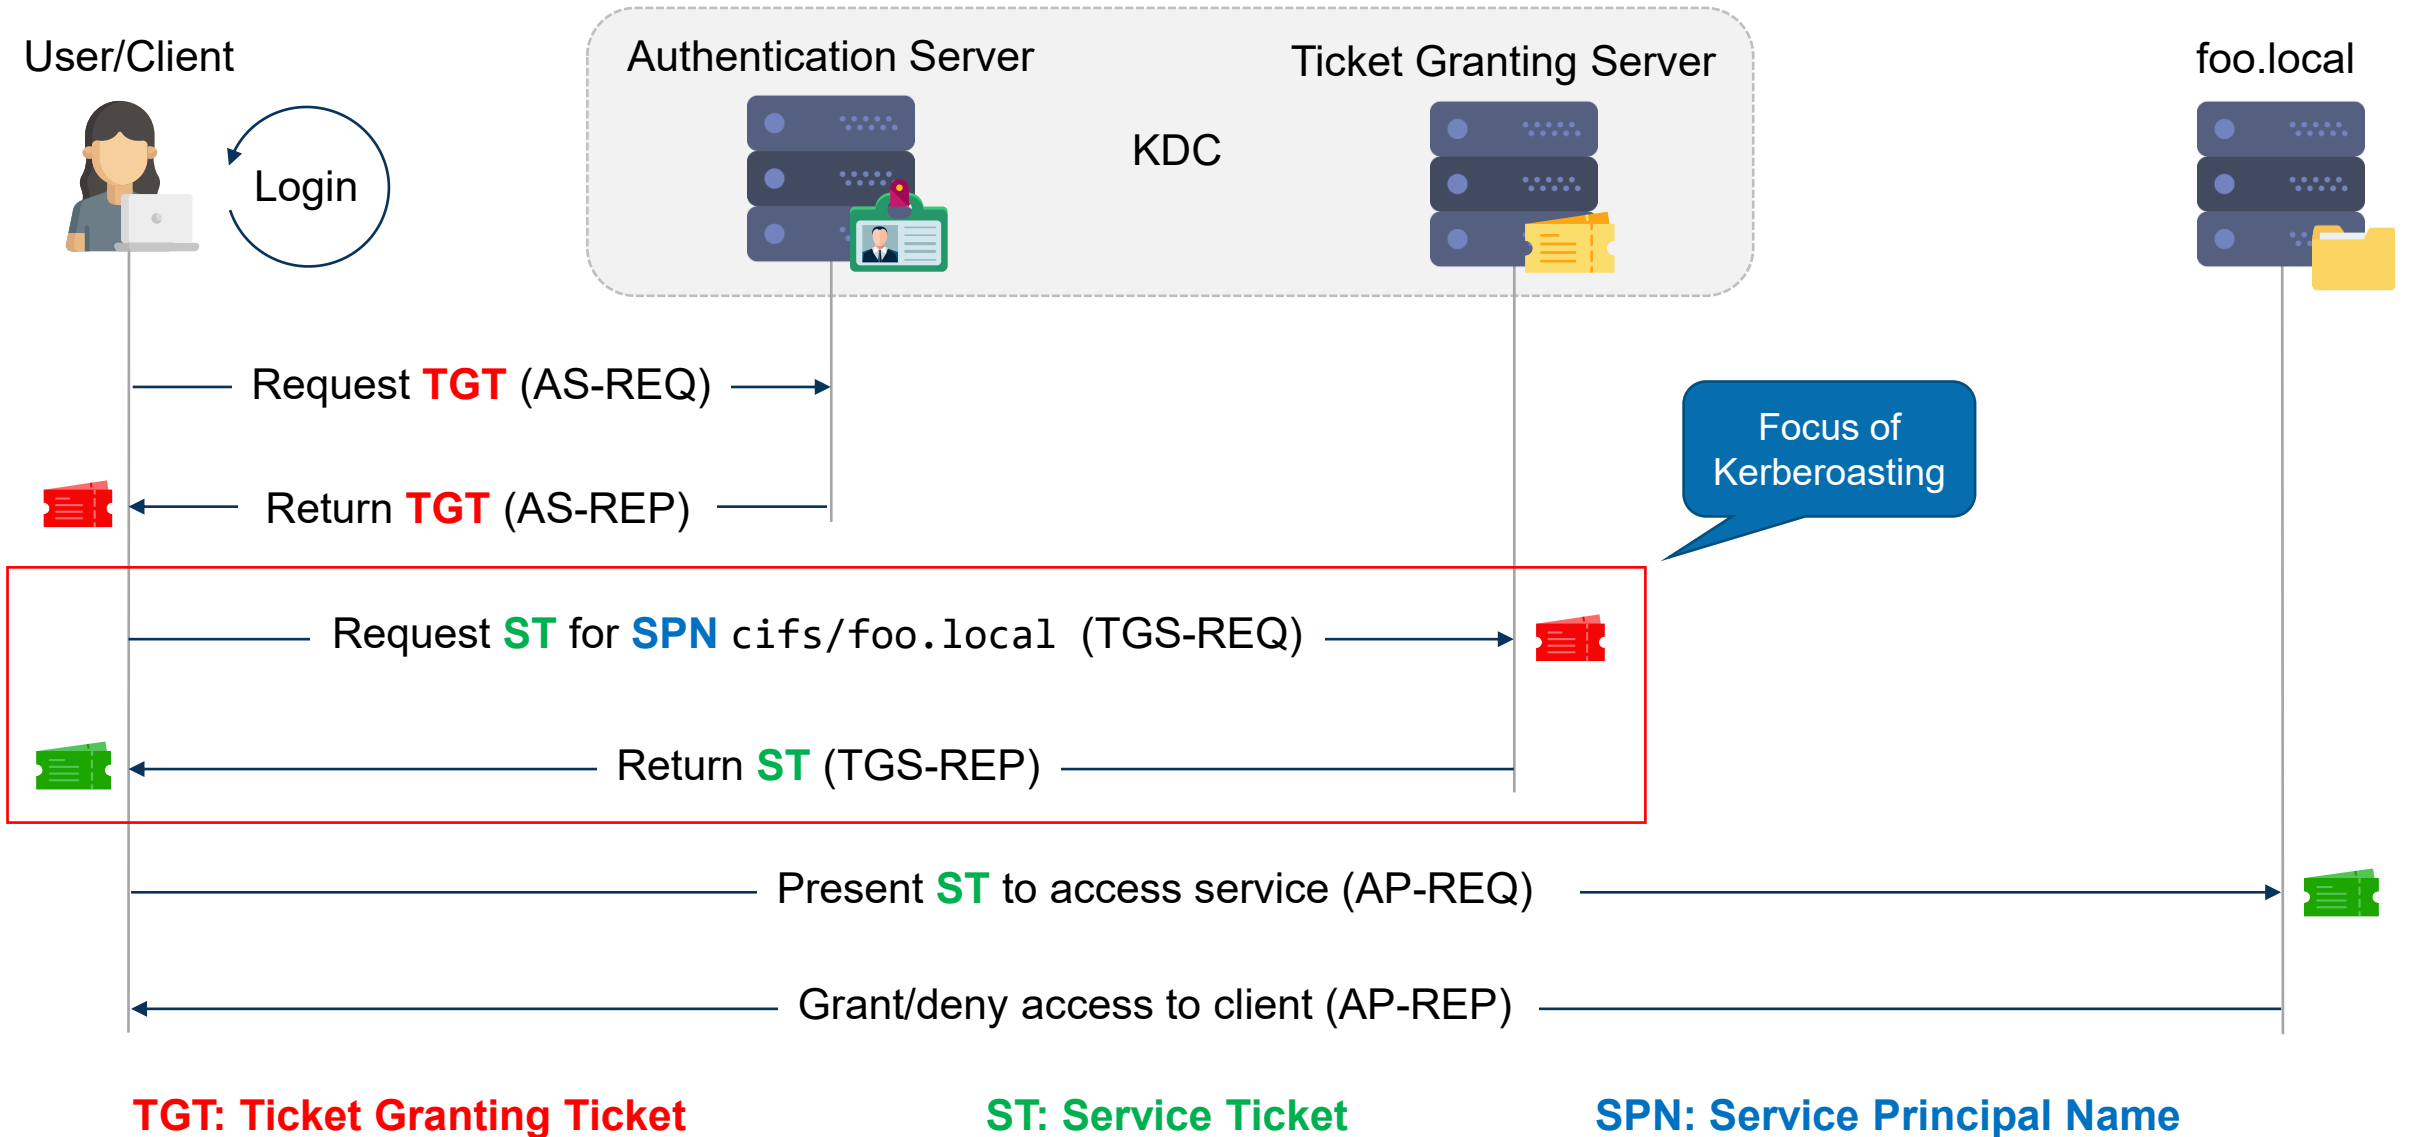 User/Client
Authentication Server
Ticket Granting Server
foo.local
Login
KDC
Request TGT (AS-REQ)
Focus of
Kerberoasting
Return TGT (AS-REP)
Request ST for SPN cifs/foo.local (TGS-REQ)
Return ST (TGS-REP)
Present ST to access service (AP-REQ)
Grant/deny access to client (AP-REP)
TGT: Ticket Granting Ticket
ST: Service Ticket
SPN: Service Principal Name